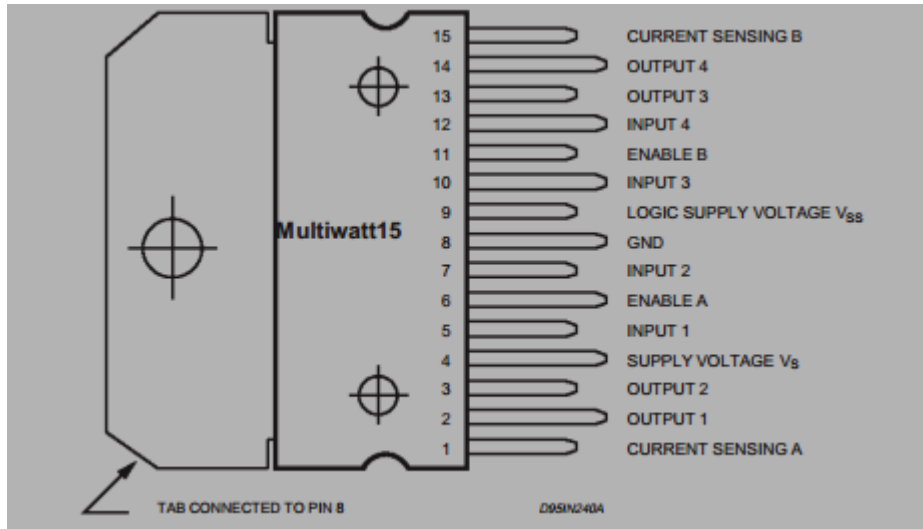 15 CURRENT SENSING B
14 OUTPUT 4
13 OUTPUT 3
12 INPUT 4
11 ENABLE B
10 INPUT 3
9 LOGIC SUPPLY VOLTAGE VSS
Multiwatt15
8 GND
7 INPUT 2
6 ENABLE A
5 INPUT 1
4 SUPPLY VOLTAGE VS
3 OUTPUT 2
2 OUTPUT 1
1 CURRENT SENSING A
TAB CONNECTED TO PIN 8
D95IN240A